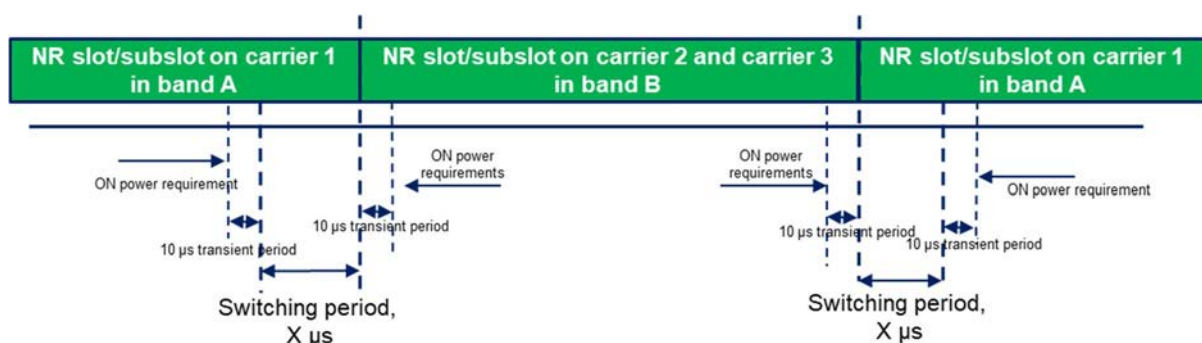 NR slot/subslot on carrier 1
in band A
NR slot/subslot on carrier 2 and carrier 3
in band B
NR slot/subslot on carrier 1
in band A
ON power requirement
ON power
requirements
ON power
requirements
ON power requirement
10 µs transient period
10 µs transient period
10 µs transient period
10 µs transient period
Switching period,
X µs
Switching period,
X µs